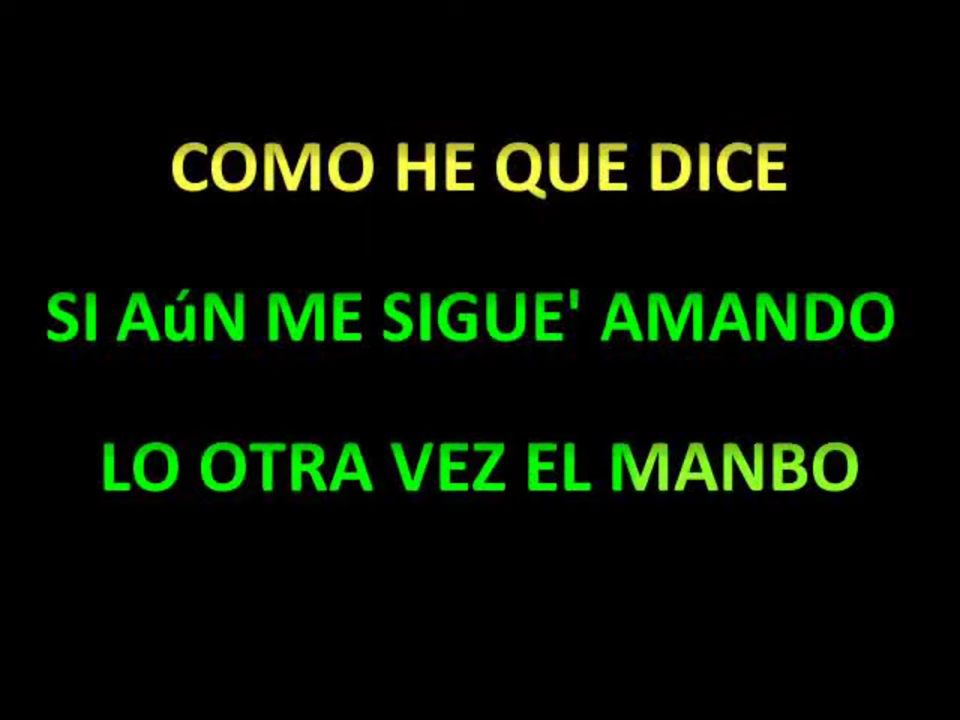 COMO HE QUE DICE
SI AúN ME SIGUE' AMANDO
LO OTRA VEZ EL MANBO